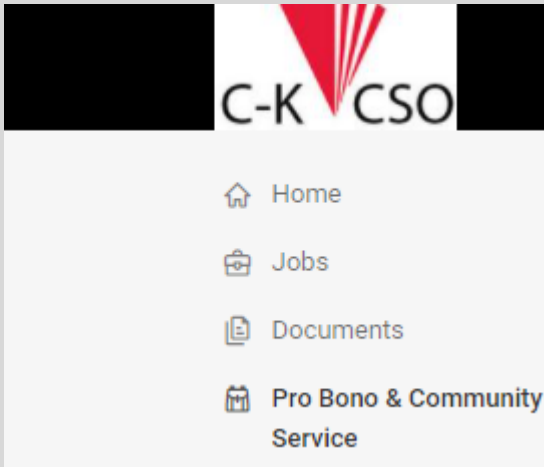 C-K CSO
Home
Jobs
Documents
Pro Bono & Community
Service